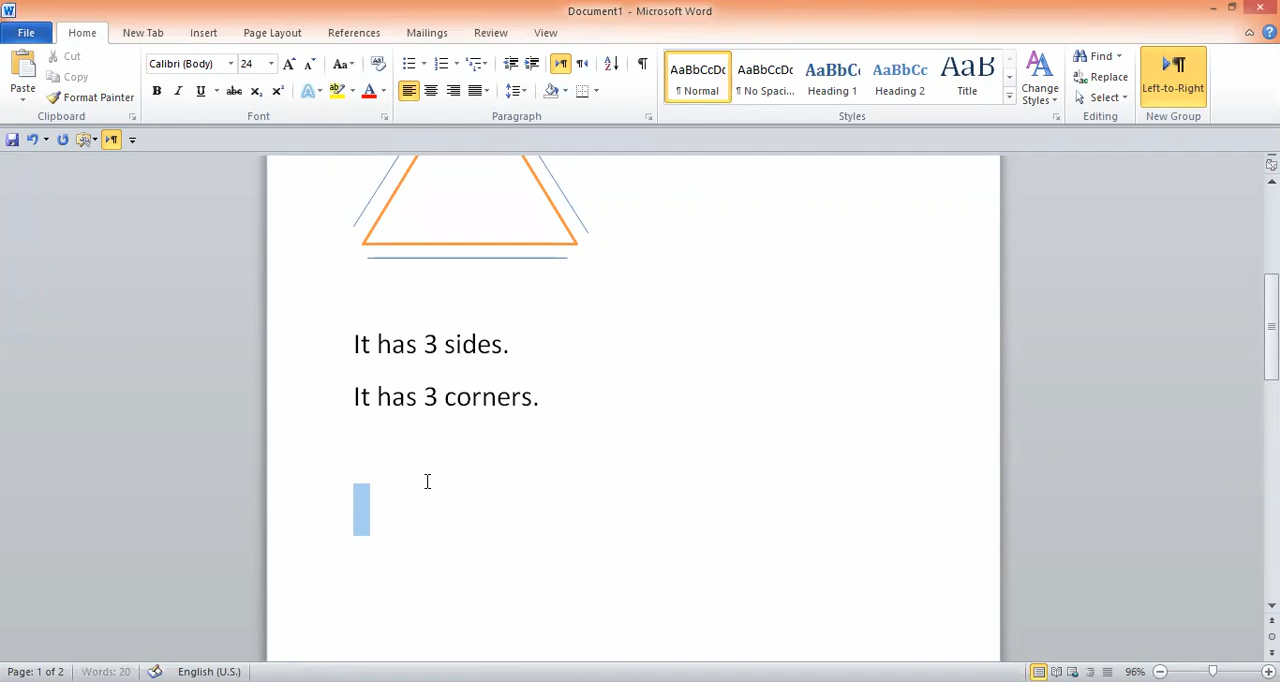 Document1 - Microsoft Word
File Home New Tab Insert Page Layout References Mailings Review View
Paste
Cut
Copy
Format Painter
Clipboard
Calibri (Body) 24
Font
Paragraph
AaBbCcDc AaBbCcDc AaBbC AaBbCc AaB
¶ Normal ¶ No Spaci... Heading 1 Heading 2 Title
Change
Styles
Styles
Find
Replace
Select
Editing
Left-to-Right
New Group
It has 3 sides.
It has 3 corners.
Page: 1 of 2 Words: 20 English (U.S.) 96%